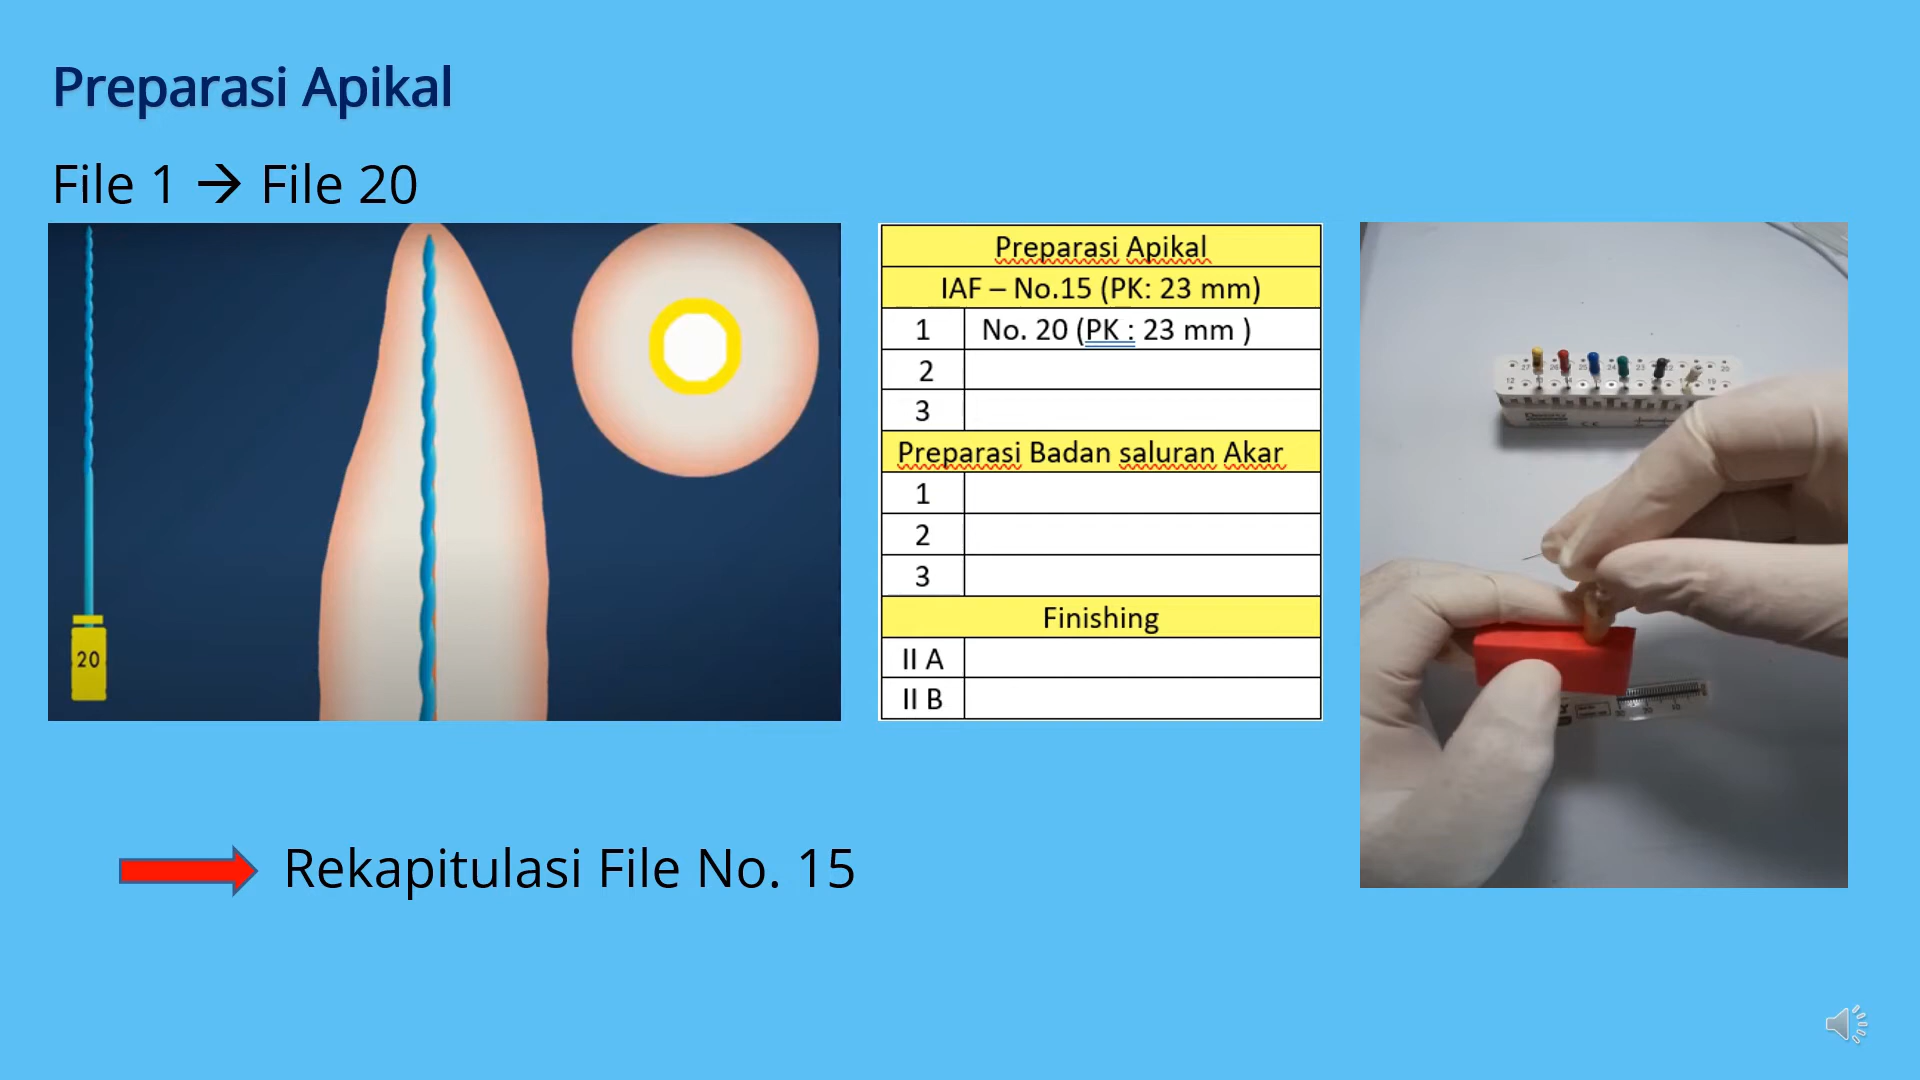 Preparasi Apikal
File 1 → File 20
20
Preparasi Apikal
IAF – No.15 (PK: 23 mm)
1 No. 20 (PK : 23 mm )
2
3
Preparasi Badan saluran Akar
1
2
3
Finishing
II A
II B
Rekapitulasi File No. 15